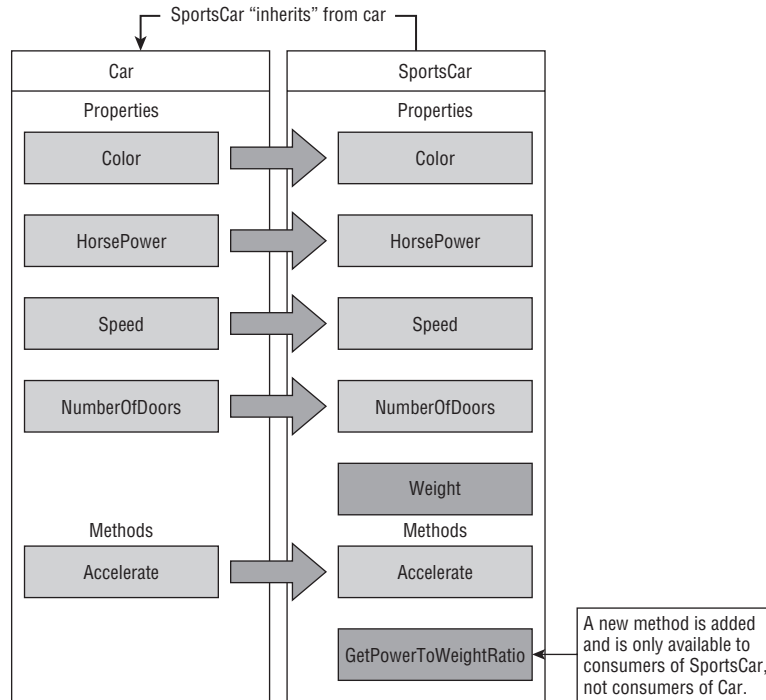 SportsCar “inherits” from car
Car
Properties
Color
HorsePower
Speed
NumberOfDoors
Methods
Accelerate
SportsCar
Properties
Color
HorsePower
Speed
NumberOfDoors
Weight
Methods
Accelerate
GetPowerToWeightRatio
A new method is added
and is only available to
consumers of SportsCar,
not consumers of Car.